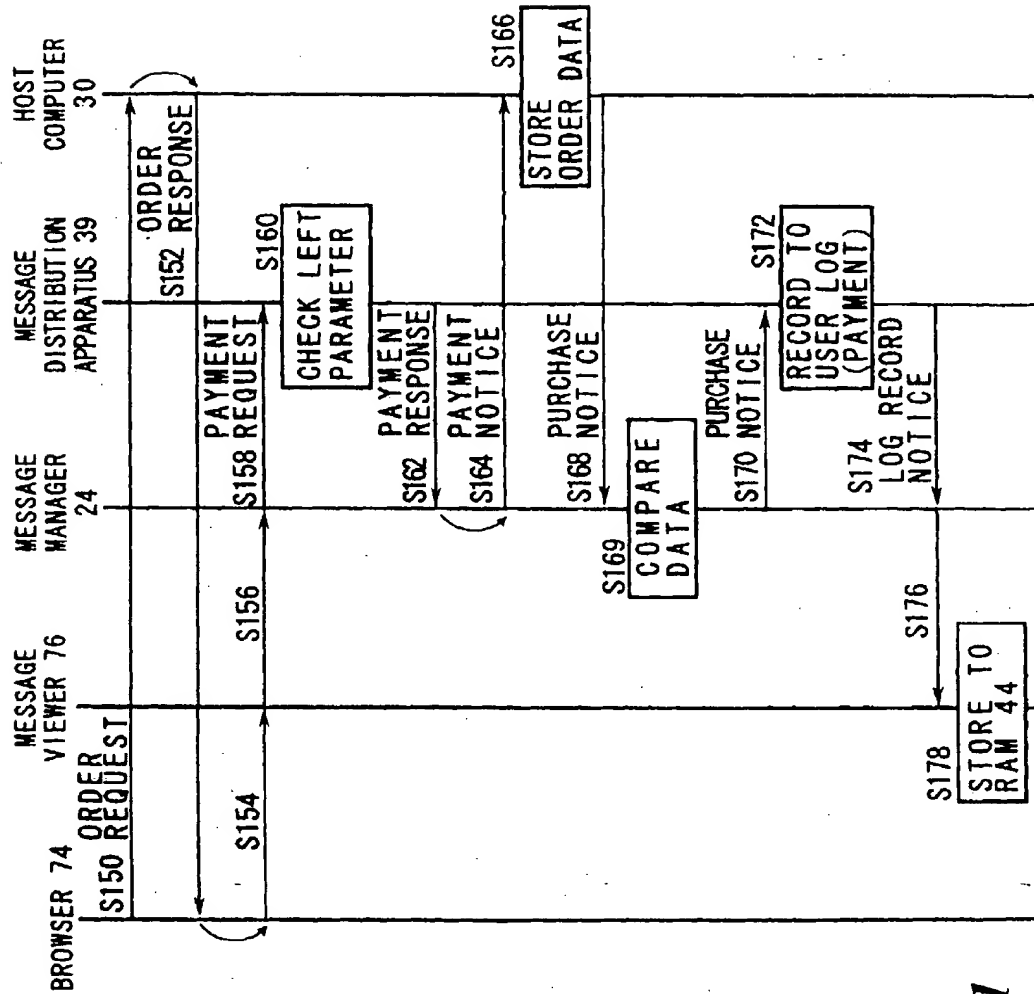 BROWSER 74
MESSAGE
VIEWER 76
MESSAGE
MANAGER
24
MESSAGE
DISTRIBUTION
APPARATUS 39
HOST
COMPUTER
30
ORDER
S150 REQUEST
ORDER
S152 RESPONSE
S154
S156
PAYMENT
S158 REQUEST
S160
CHECK LEFT
PARAMETER
PAYMENT
RESPONSE
S162
PAYMENT
NOTICE
S164
S166
STORE
ORDER DATA
PURCHASE
NOTICE
S168
S169
COMPARE
DATA
PURCHASE
NOTICE
S170
S172
RECORD TO
USER LOG
(PAYMENT)
S174
LOG RECORD
NOTICE
S176
S178
STORE TO
RAM 44